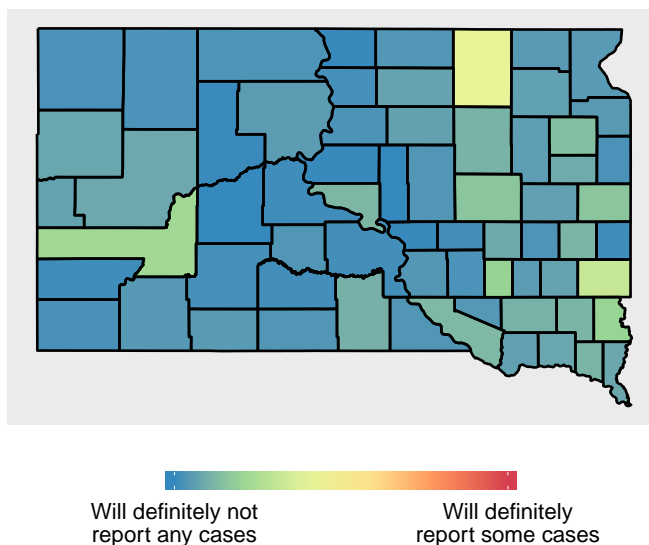 Will definitely not
report any cases
Will definitely
report some cases